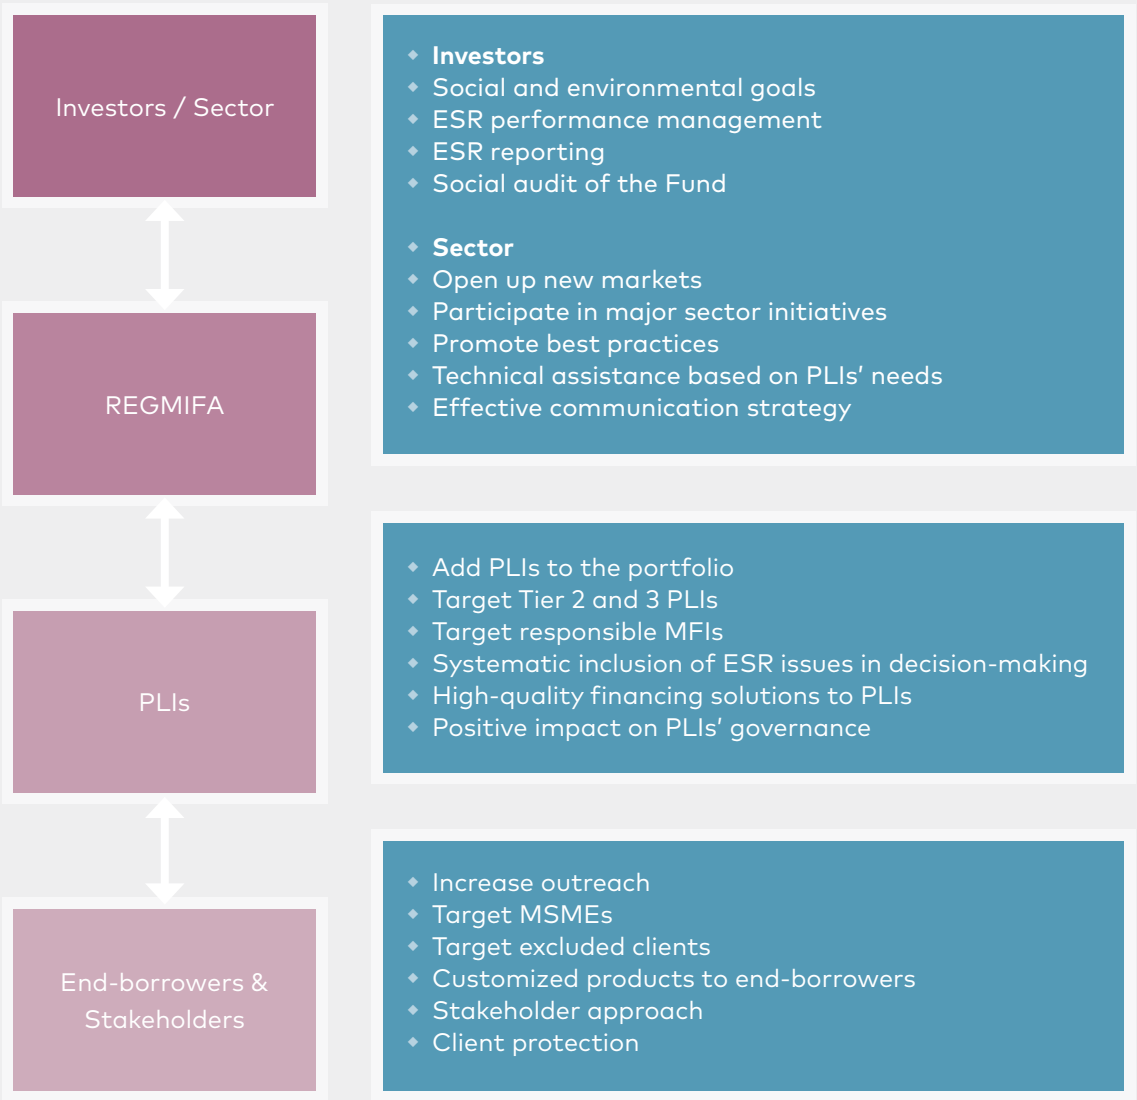 Investors / Sector
REGMIFA
PLIs
End-borrowers &
Stakeholders
Investors
Social and environmental goals
ESR performance management
ESR reporting
Social audit of the Fund
Sector
Open up new markets
Participate in major sector initiatives
Promote best practices
Technical assistance based on PLIs’ needs
Effective communication strategy
Add PLIs to the portfolio
Target Tier 2 and 3 PLIs
Target responsible MFIs
Systematic inclusion of ESR issues in decision-making
High-quality financing solutions to PLIs
Positive impact on PLIs’ governance
Increase outreach
Target MSMEs
Target excluded clients
Customized products to end-borrowers
Stakeholder approach
Client protection